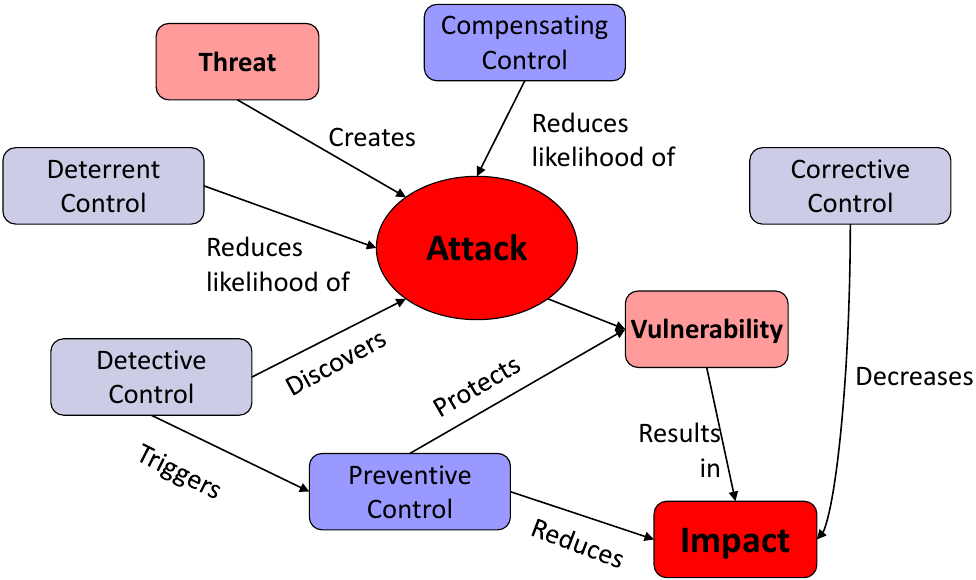 Compensating
Control
Threat
Creates
Reduces
likelihood of
Deterrent
Control
Corrective
Control
Attack
Reduces
likelihood of
Vulnerability
Detective
Control
Discovers
Protects
Decreases
Results
in
Triggers
Preventive
Control
Reduces
Impact